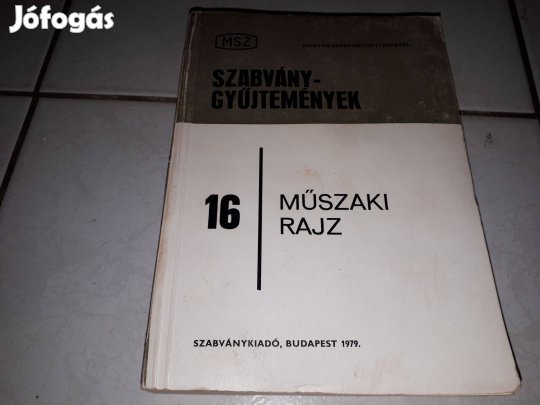 Jófogás
MSZ
MAGYAR SZABVÁNYÜGYI HIVATAL
SZABVÁNY-
GYŰJTEMÉNYEK
16
MŰSZAKI
RAJZ
SZABVÁNYKIADÓ, BUDAPEST 1979.